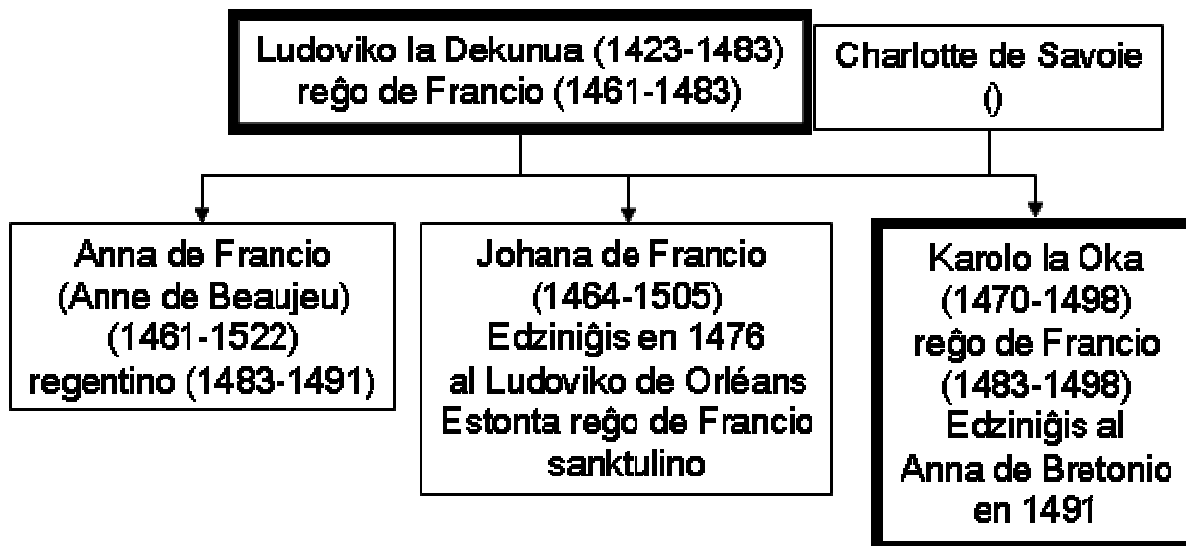 Ludoviko la Dekunua (1423-1483)
reĝo de Francio (1461-1483)
Charlotte de Savoie
()
Anna de Francio
(Anne de Beaujeu)
(1461-1522)
regentino (1483-1491)
Johana de Francio
(1464-1505)
Edziniĝis en 1476
al Ludoviko de Orléans
Estonta reĝo de Francio
sanktulino
Karolo la Oka
(1470-1498)
reĝo de Francio
(1483-1498)
Edziniĝis al
Anna de Bretonio
en 1491